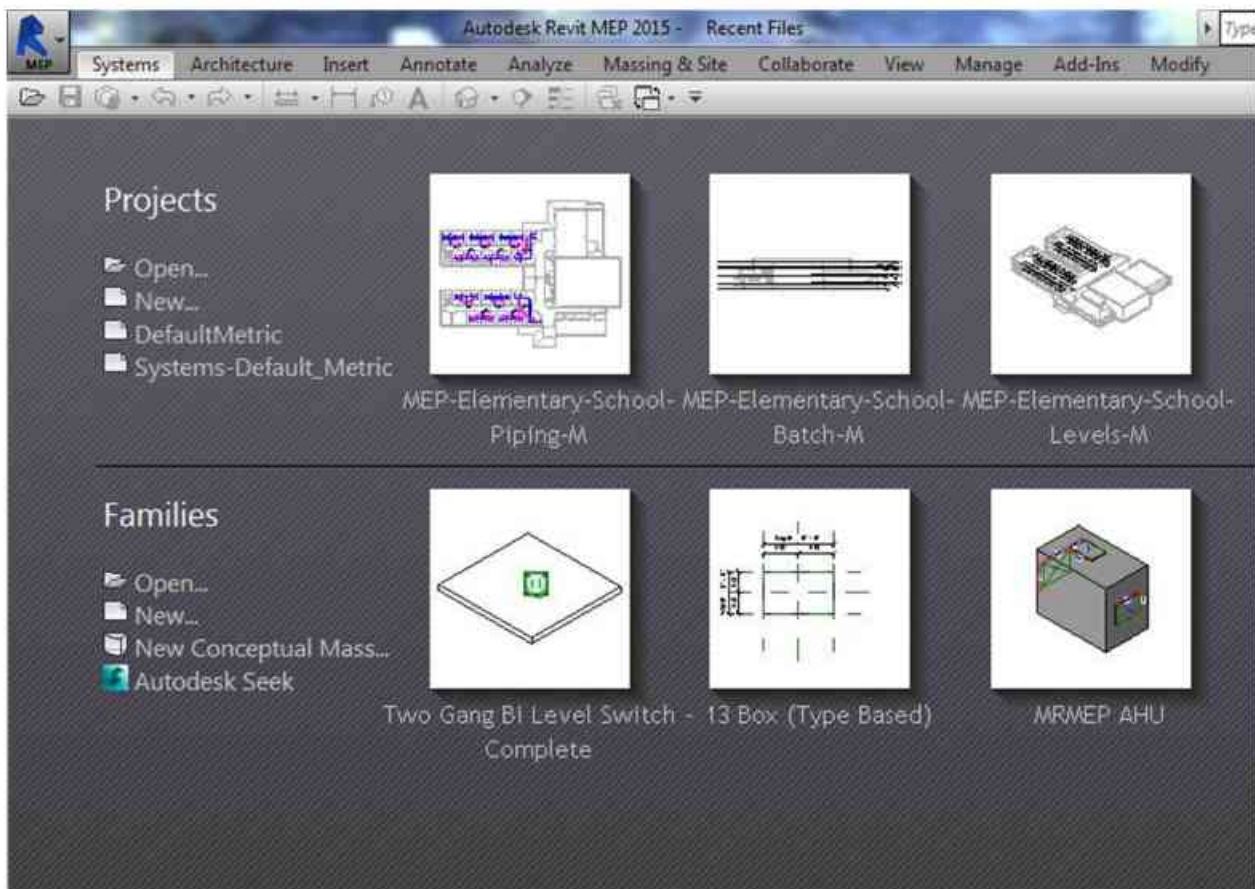 Autodesk Revit MEP 2015 - Recent Files
Type
MEP
Systems Architecture Insert Annotate Analyze Massing & Site Collaborate View Manage Add-Ins Modify
A
Projects
Open...
New...
DefaultMetric
Systems-Default_Metric
MEP-Elementary-School-
Piping-M
MEP-Elementary-School-
Batch-M
MEP-Elementary-School-
Levels-M
Families
Open...
New...
New Conceptual Mass...
Autodesk Seek
Two Gang Bi Level Switch -
Complete
13 Box (Type Based)
MRMEP AHU